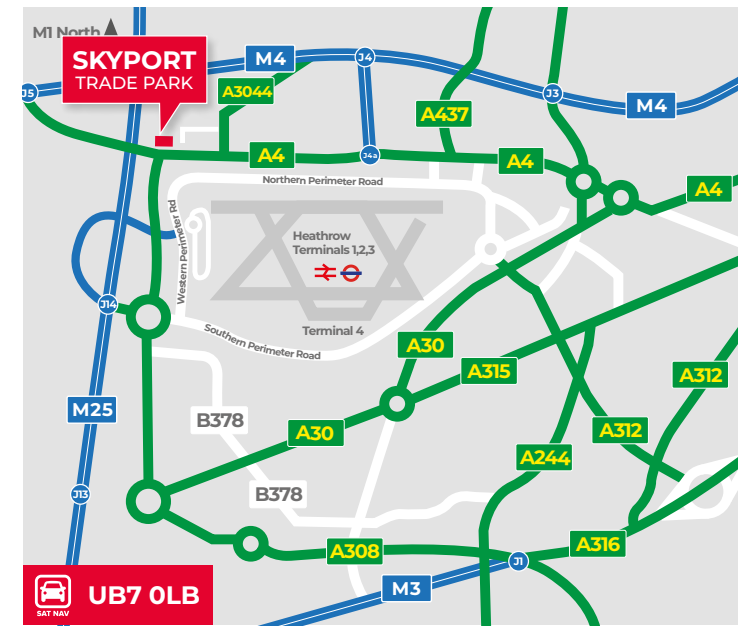 M1 North
SKYPORT
TRADE PARK
M4
J4
J5
A3044
J3
M4
A437
A4
J4a
A4
A4
Northern Perimeter Road
Western Perimeter Rd
Heathrow
Terminals 1,2,3
J14
Terminal 4
Southern Perimeter Road
A30
A315
A312
M25
B378
A30
A312
A244
J13
B378
A308
A316
J1
M3
SAT NAV
UB7 0LB